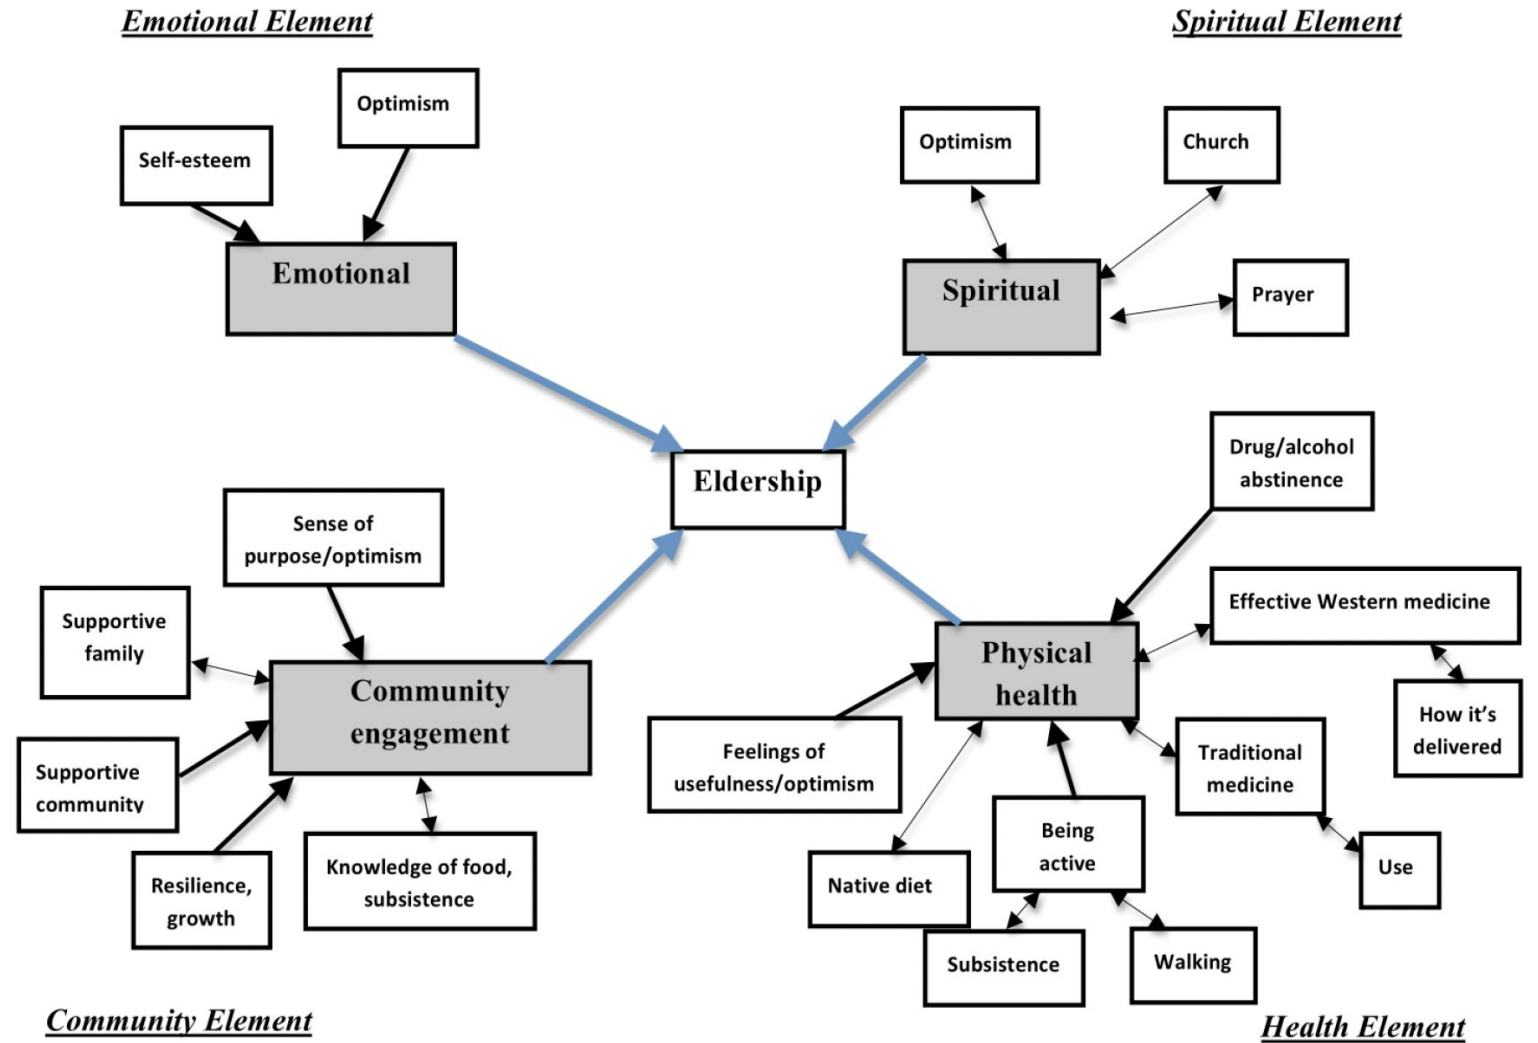 Emotional Element
Spiritual Element
Optimism
Self-esteem
Emotional
Optimism
Church
Spiritual
Prayer
Eldership
Sense of
purpose/optimism
Supportive
family
Community
engagement
Supportive
community
Resilience,
growth
Knowledge of food,
subsistence
Drug/alcohol
abstinence
Effective Western medicine
Physical
health
How it's
delivered
Feelings of
usefulness/optimism
Traditional
medicine
Being
active
Native diet
Use
Subsistence
Walking
Community Element
Health Element